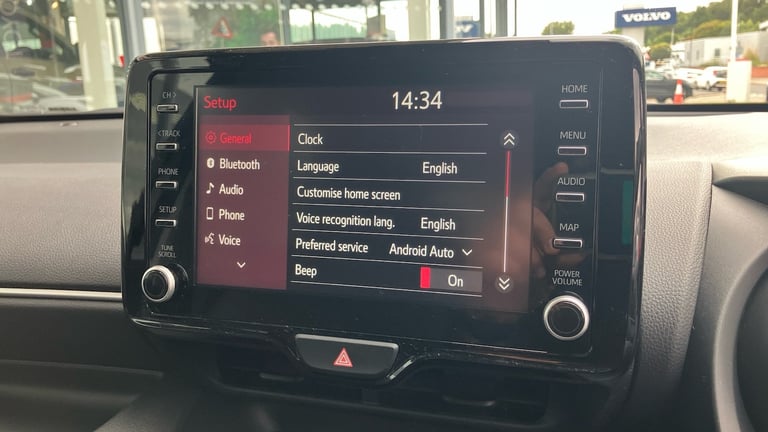 VOLVO
Setup
14:34
General
Bluetooth
Audio
Phone
Voice
Clock
Language English
Customise home screen
Voice recognition lang. English
Preferred service Android Auto
Beep On
CH >
< TRACK
PHONE
SETUP
TUNE
SCROLL
HOME
MENU
AUDIO
MAP
POWER
VOLUME